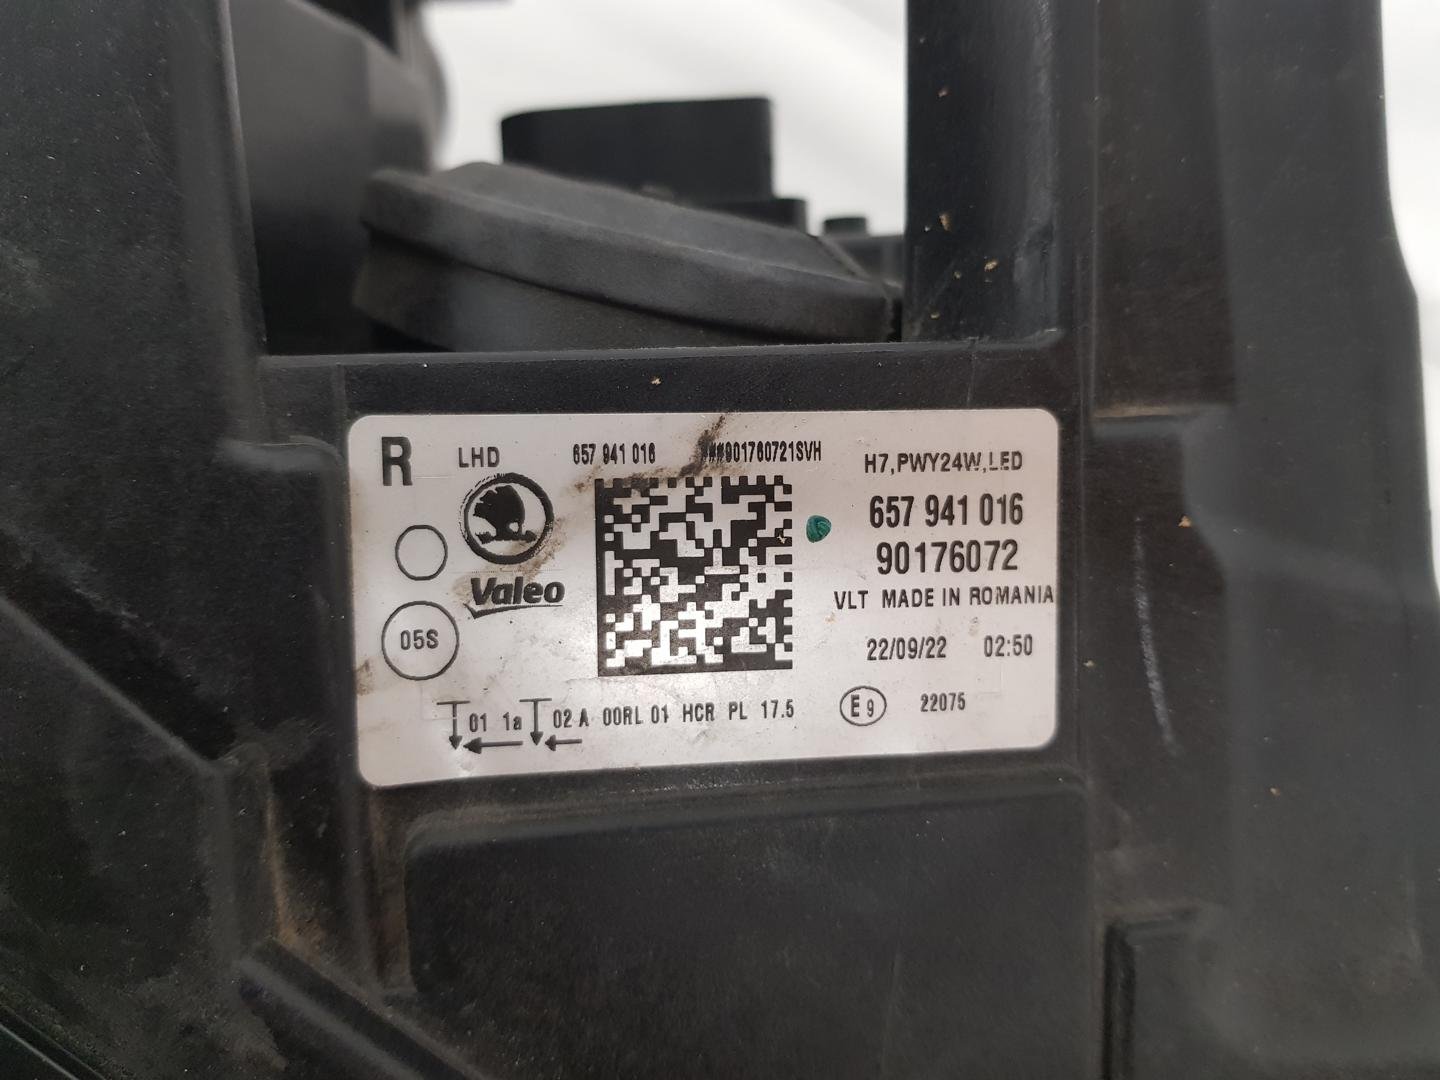 R LHD 657 941 016 ###901760721SVH H7,PWY24W,LED
657 941 016
90176072
Valeo
VLT MADE IN ROMANIA
05S
22/09/22 02:50
01 1a 02 A 00RL 01 HCR PL 17.5 E9 22075